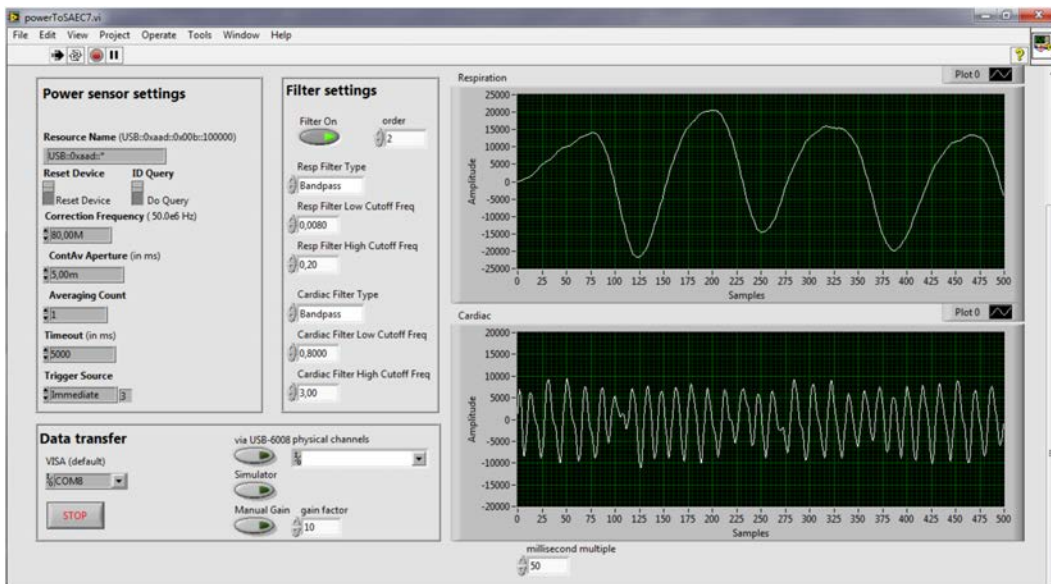 powerToSAEC7.vi
File Edit View Project Operate Tools Window Help
Power sensor settings
Resource Name (USB::0xaad::0x00b::100000)
USB::0xaad::*
Reset Device ID Query
Reset Device Do Query
Correction Frequency ( 50.0e6 Hz)
80,00M
ContAv Aperture (in ms)
5,00m
Averaging Count
1
Timeout (in ms)
5000
Trigger Source
Immediate 3
Filter settings
Filter On order
2
Resp Filter Type
Bandpass
Resp Filter Low Cutoff Freq
0,0080
Resp Filter High Cutoff Freq
0,20
Cardiac Filter Type
Bandpass
Cardiac Filter Low Cutoff Freq
0,8000
Cardiac Filter High Cutoff Freq
3,00
Data transfer
VISA (default)
COM8
STOP
via USB-6008 physical channels
Simulator
Manual Gain gain factor
10
Respiration Plot 0
Amplitude
25000
20000
15000
10000
5000
0
-5000
-10000
-15000
-20000
-25000
0 25 50 75 100 125 150 175 200 225 250 275 300 325 350 375 400 425 450 475 500
Samples
Cardiac Plot 0
Amplitude
20000
15000
10000
5000
0
-5000
-10000
-15000
-20000
0 25 50 75 100 125 150 175 200 225 250 275 300 325 350 375 400 425 450 475 500
Samples
millisecond multiple
50